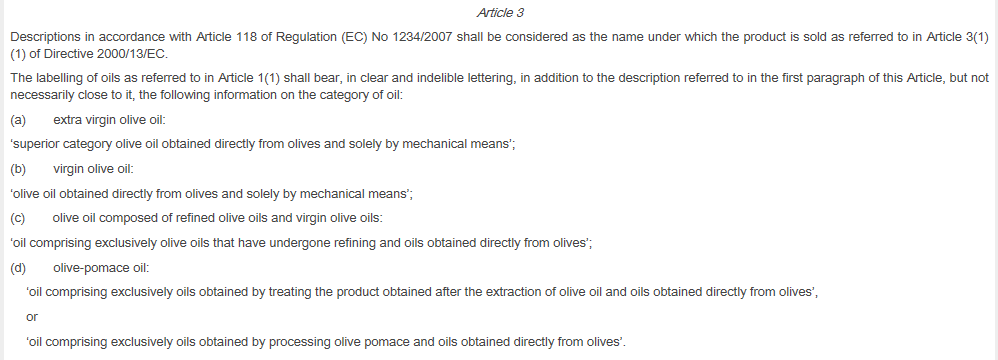 Article 3
Descriptions in accordance with Article 118 of Regulation (EC) No 1234/2007 shall be considered as the name under which the product is sold as referred to in Article 3(1)
(1) of Directive 2000/13/EC.
The labelling of oils as referred to in Article 1(1) shall bear, in clear and indelible lettering, in addition to the description referred to in the first paragraph of this Article, but not
necessarily close to it, the following information on the category of oil:
(a) extra virgin olive oil:
‘superior category olive oil obtained directly from olives and solely by mechanical means’;
(b) virgin olive oil:
‘olive oil obtained directly from olives and solely by mechanical means’;
(c) olive oil composed of refined olive oils and virgin olive oils:
‘oil comprising exclusively olive oils that have undergone refining and oils obtained directly from olives’;
(d) olive-pomace oil:
‘oil comprising exclusively oils obtained by treating the product obtained after the extraction of olive oil and oils obtained directly from olives’,
or
‘oil comprising exclusively oils obtained by processing olive pomace and oils obtained directly from olives’.